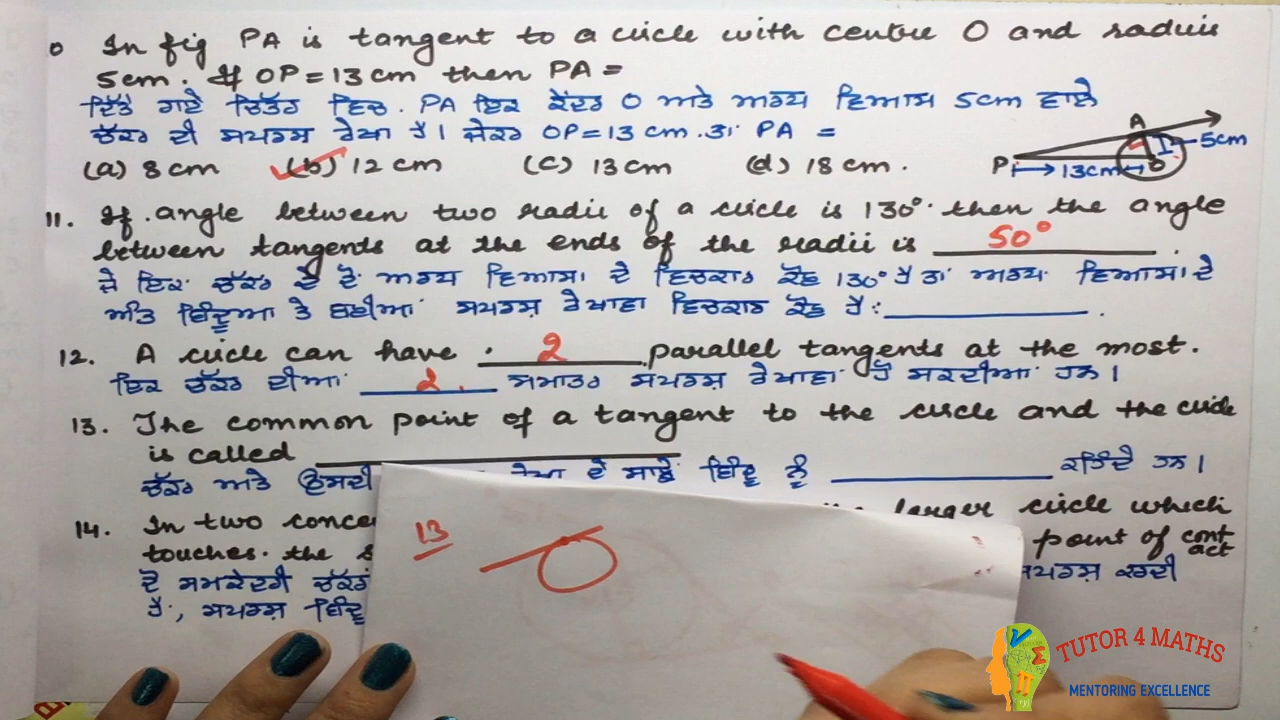 0 In fig PA is tangent to a circle with centre O and radius
5cm. If OP = 13 cm then PA =
ਦਿੱਤੇ ਗਏ ਚਿੱਤਰ ਵਿਚ. PA ਇਕ ਕੇਂਦਰ O ਅਤੇ ਅਰਧ ਵਿਆਸ 5cm ਵਾਲੇ
ਚੱਕਰ ਦੀ ਸਪਰਸ਼ ਰੇਖਾ ਹੈ। ਜੇਕਰ OP=13 cm. ਤਾਂ PA =
(a) 8 cm (b) 12 cm (c) 13 cm (d) 18 cm.
A
5cm
P
13cm
O
11. If angle between two radii of a circle is 130° then the angle
between tangents at the ends of the radii is 50° .
ਜੇ ਇਕ ਚੱਕਰ ਦੇ ਦੋ ਅਰਧ ਵਿਆਸਾਂ ਦੇ ਵਿਚਕਾਰ ਕੋਣ 130° ਹੈ ਤਾਂ ਅਰਧ ਵਿਆਸਾਂ ਦੇ
ਅੰਤ ਬਿੰਦੂਆ ਤੇ ਬਣੀਆਂ ਸਪਰਸ਼ ਰੇਖਾਵਾ ਵਿਚਕਾਰ ਕੋਣ ਹੈ: .
12. A circle can have 2 parallel tangents at the most.
ਇਕ ਚੱਕਰ ਦੀਆਂ 2. ਸਮਾਂਤਰ ਸਪਰਸ਼ ਰੇਖਾਵਾਂ ਹੋ ਸਕਦੀਆਂ ਹਨ।
13. The common point of a tangent to the circle and the circle
is called
ਚੱਕਰ ਅਤੇ ਉਸਦੀ ਰੇਖਾ ਦੇ ਸਾਂਝੇ ਬਿੰਦੂ ਨੂੰ ਕਹਿੰਦੇ ਹਨ।
14. In two conce larger circle which
touches the s point of contact
ਦੋ ਸਮਕੇਂਦਰੀ ਚੱਕਰਾਂ ਸਪਰਸ਼ ਕਰਦੀ
ਹੈ, ਸਪਰਸ਼ ਬਿੰਦੂ
13
TUTOR 4 MATHS
MENTORING EXCELLENCE